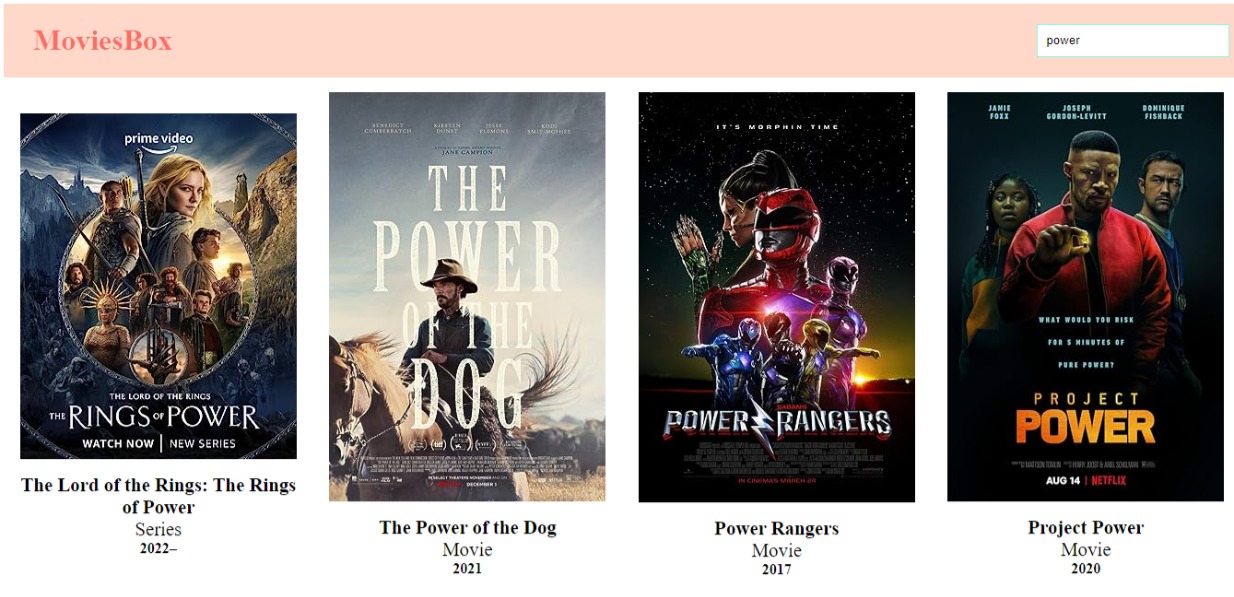 MoviesBox
power
prime video
THE LORD OF THE RINGS
THE RINGS OF POWER
WATCH NOW | NEW SERIES
The Lord of the Rings: The Rings
of Power
Series
2022–
BENEDICT CUMBERBATCH KIRSTEN DUNST JESSE PLEMONS KODI SMIT-MCPHEE
JANE CAMPION
THE
POWER
OF THE
DOG
DECEMBER 1
The Power of the Dog
Movie
2021
IT'S MORPHIN TIME
POWER RANGERS
IN CINEMAS MARCH 24
Power Rangers
Movie
2017
JAMIE FOXX JOSEPH GORDON-LEVITT DOMINIQUE FISHBACK
WHAT WOULD YOU RISK
FOR 5 MINUTES OF
PURE POWER?
PROJECT
POWER
AUG 14 | NETFLIX
Project Power
Movie
2020